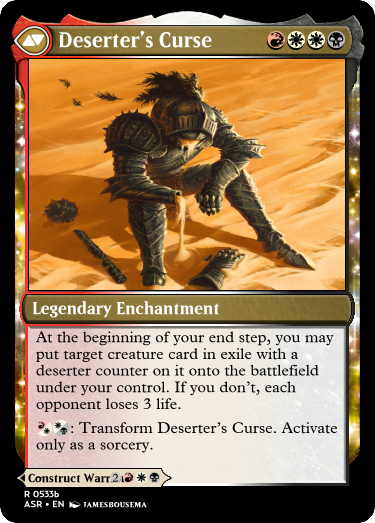 Deserter's Curse
Legendary Enchantment
At the beginning of your end step, you may
put target creature card in exile with a
deserter counter on it onto the battlefield
under your control. If you don't, each
opponent loses 3 life.
: Transform Deserter's Curse. Activate
only as a sorcery.
Construct Warr 2
R 0533b
ASR • EN JAMESBOUSEMA